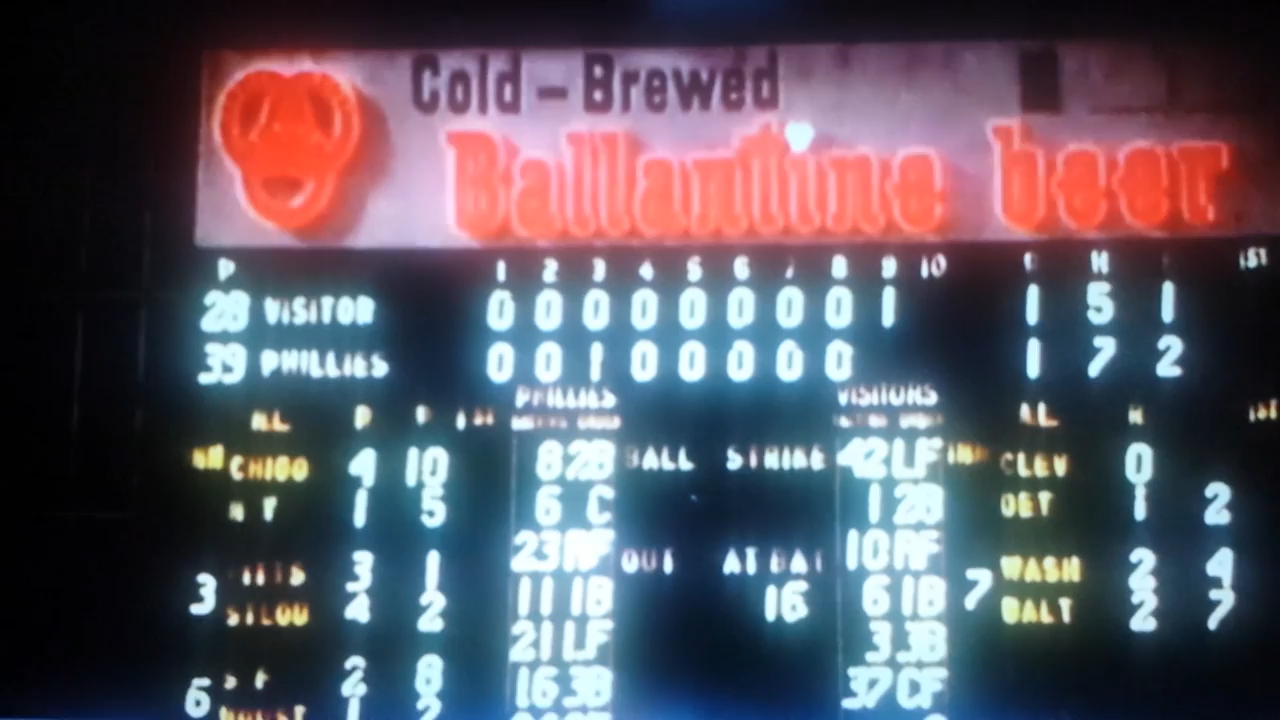 Cold-Brewed
Ballantine beer
P 1 2 3 4 5 6 7 8 9 10 H 1ST
28 VISITOR 0 0 0 0 0 0 0 0 1 1 5 1
39 PHILLIES 0 0 1 0 0 0 0 0 1 7 2
PHILLIES VISITORS
P 1ST
CHIGO 4 10 8 2B BALL STRIKE 42 LF CLEV 0
1 5 6 C 1 2B DET 1 2
23 RF OUT AT BAT 10 RF
3 1 16 WASH 2 4
3 STLOU 4 2 11 1B 6 1B 7 BALT 2 7
21 LF 3 3B
6 2 8 16 3B 37 CF